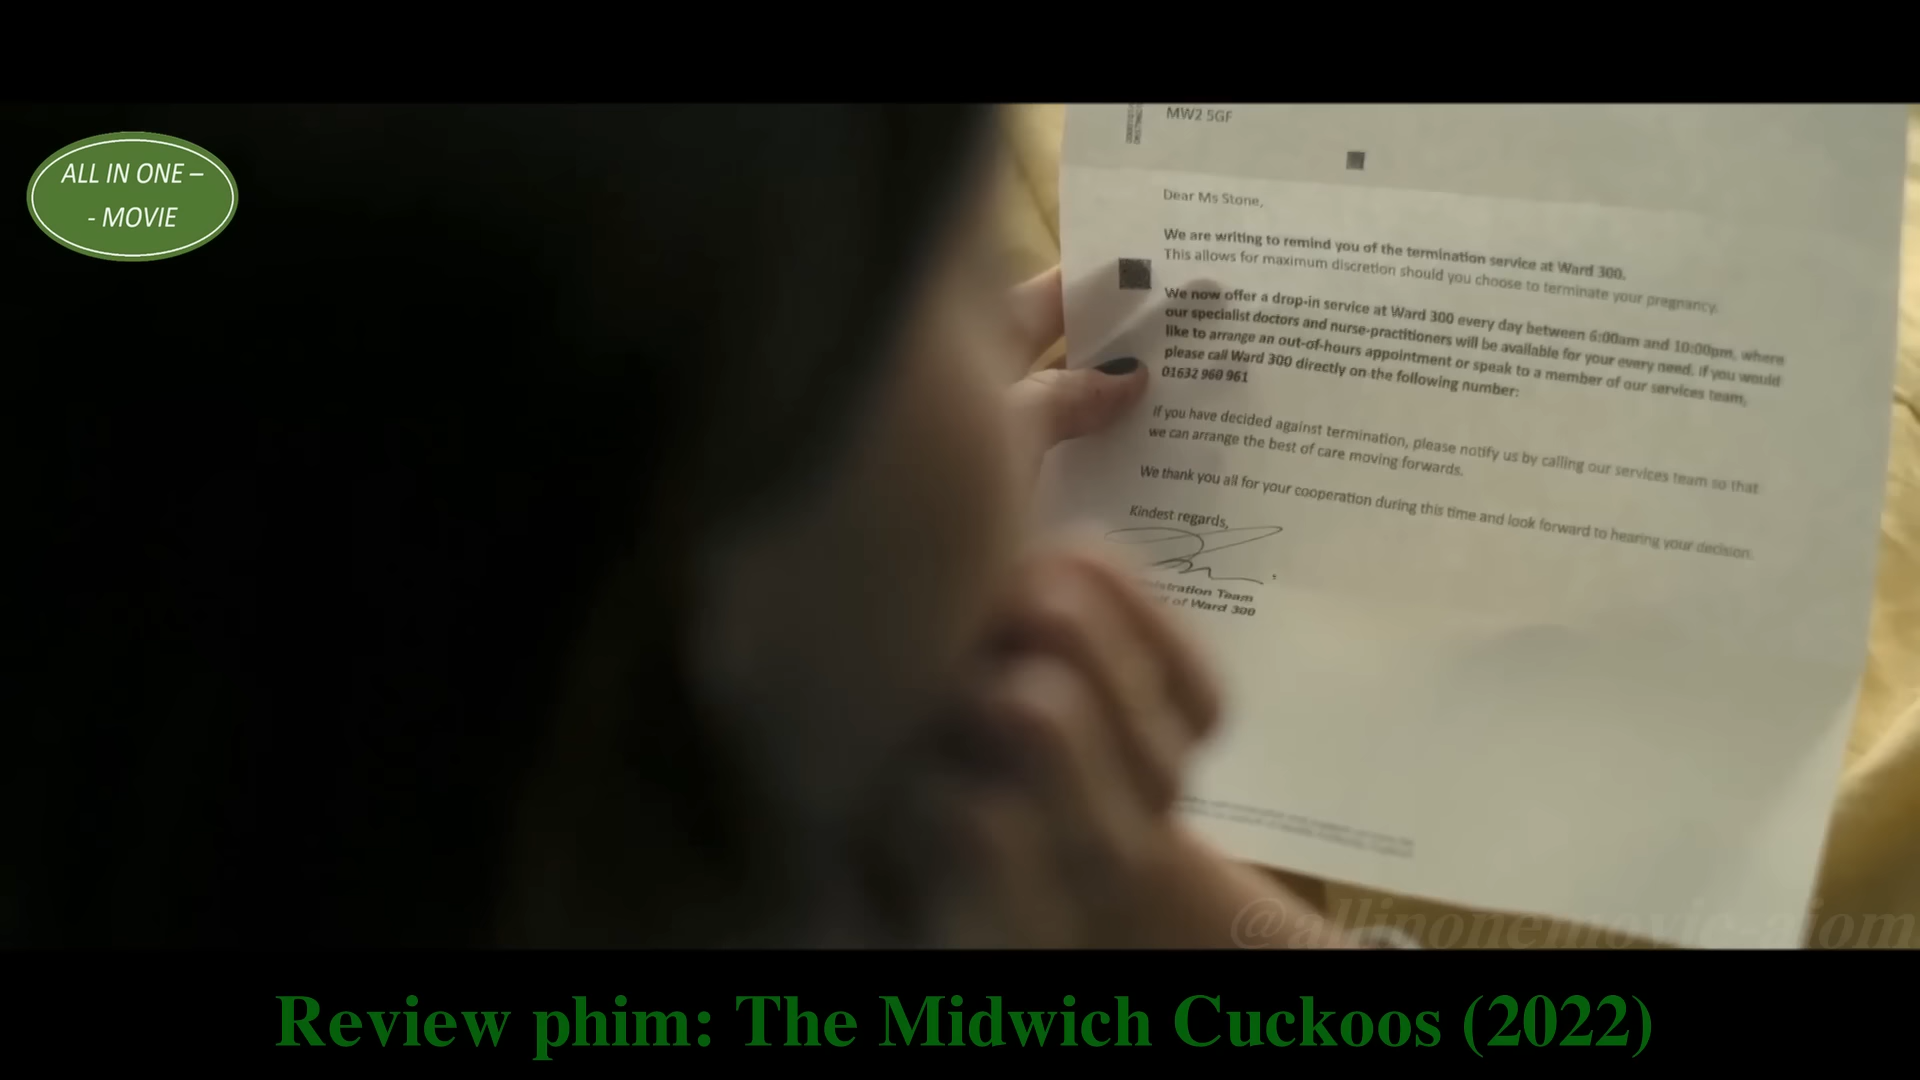 ALL IN ONE –
- MOVIE
MW2 5GF
Dear Ms Stone,
We are writing to remind you of the termination service at Ward 300.
This allows for maximum discretion should you choose to terminate your pregnancy.
We now offer a drop-in service at Ward 300 every day between 6:00am and 10:00pm, where
our specialist doctors and nurse-practitioners will be available for your every need. If you would
like to arrange an out-of-hours appointment or speak to a member of our services team,
please call Ward 300 directly on the following number:
01632 960 961
If you have decided against termination, please notify us by calling our services team so that
we can arrange the best of care moving forwards.
We thank you all for your cooperation during this time and look forward to hearing your decision.
Kindest regards,
Team
of Ward 300
@allinonemovie-aiom
Review phim: The Midwich Cuckoos (2022)